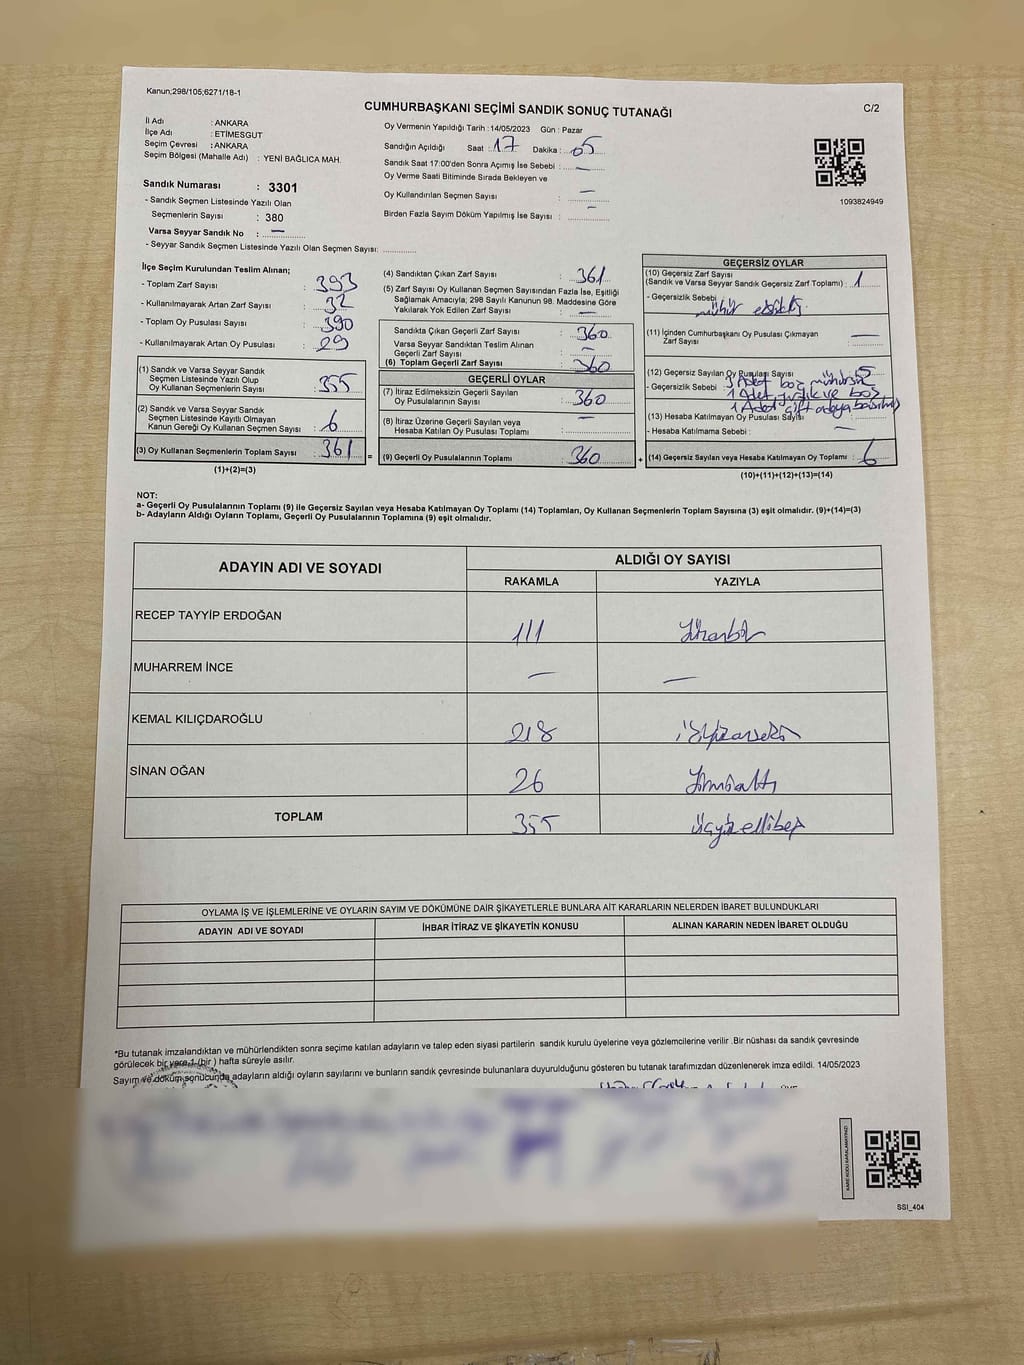 Kanun;298/105;6271/18-1
CUMHURBAŞKANI SEÇİMİ SANDIK SONUÇ TUTANAĞI
C/2
İl Adı : ANKARA
İlçe Adı : ETİMESGUT
Seçim Çevresi : ANKARA
Seçim Bölgesi (Mahalle Adı) : YENİ BAĞLICA MAH.
Sandık Numarası : 3301
- Sandık Seçmen Listesinde Yazılı Olan
Seçmenlerin Sayısı : 380
Varsa Seyyar Sandık No : —
- Seyyar Sandık Seçmen Listesinde Yazılı Olan Seçmen Sayısı:
Oy Vermenin Yapıldığı Tarih : 14/05/2023 Gün : Pazar
Sandığın Açıldığı Saat : 17 Dakika : 05
Sandık Saat 17:00'den Sonra Açımış İse Sebebi : —
Oy Verme Saati Bitiminde Sırada Bekleyen ve
Oy Kullandırılan Seçmen Sayısı —
Birden Fazla Sayım Döküm Yapılmış İse Sayısı : —
1093824949
İlçe Seçim Kurulundan Teslim Alınan;
- Toplam Zarf Sayısı : 393
- Kullanılmayarak Artan Zarf Sayısı : 32
- Toplam Oy Pusulası Sayısı : 390
- Kullanılmayarak Artan Oy Pusulası : 29
(1) Sandık ve Varsa Seyyar Sandık
Seçmen Listesinde Yazılı Olup
Oy Kullanan Seçmenlerin Sayısı : 355
(2) Sandık ve Varsa Seyyar Sandık
Seçmen Listesinde Kayıtlı Olmayan
Kanun Gereği Oy Kullanan Seçmen Sayısı : 6
(3) Oy Kullanan Seçmenlerin Toplam Sayısı : 361 =
(1)+(2)=(3)
(4) Sandıktan Çıkan Zarf Sayısı : 361
(5) Zarf Sayısı Oy Kullanan Seçmen Sayısından Fazla İse, Eşitliği
Sağlamak Amacıyla, 298 Sayılı Kanunun 98. Maddesine Göre
Yakılarak Yok Edilen Zarf Sayısı : —
Sandıkta Çıkan Geçerli Zarf Sayısı : 360
Varsa Seyyar Sandıktan Teslim Alınan : —
Geçerli Zarf Sayısı
(6) Toplam Geçerli Zarf Sayısı : 360
GEÇERLİ OYLAR
(7) İtiraz Edilmeksizin Geçerli Sayılan
Oy Pusulalarının Sayısı : 360
(8) İtiraz Üzerine Geçerli Sayılan veya
Hesaba Katılan Oy Pusulası Toplamı : —
(9) Geçerli Oy Pusulalarının Toplamı : 360 +
GEÇERSİZ OYLAR
(10) Geçersiz Zarf Sayısı
(Sandık ve Varsa Seyyar Sandık Geçersiz Zarf Toplamı) : 1
- Geçersizlik Sebebi
(11) İçinden Cumhurbaşkanı Oy Pusulası Çıkmayan
Zarf Sayısı : —
(12) Geçersiz Sayılan Oy Pusulası Sayısı 5
- Geçersizlik Sebebi : 3 Adet boş mühürsüz
1 Adet
1 Adet çift
(13) Hesaba Katılmayan Oy Pusulası Sayısı
- Hesaba Katılmama Sebebi : —
(14) Geçersiz Sayılan veya Hesaba Katılmayan Oy Toplamı : 6
(10)+(11)+(12)+(13)=(14)
NOT:
a- Geçerli Oy Pusulalarının Toplamı (9) ile Geçersiz Sayılan veya Hesaba Katılmayan Oy Toplamı (14) Toplamları, Oy Kullanan Seçmenlerin Toplam Sayısına (3) eşit olmalıdır. (9)+(14)=(3)
b- Adayların Aldığı Oyların Toplamı, Geçerli Oy Pusulalarının Toplamına (9) eşit olmalıdır.
ADAYIN ADI VE SOYADI ALDIĞI OY SAYISI
RAKAMLA YAZIYLA
RECEP TAYYİP ERDOĞAN 111
MUHARREM İNCE — —
KEMAL KILIÇDAROĞLU 218 ikiyüzonsekiz
SİNAN OĞAN 26 Yirmialtı
TOPLAM 355 üçyüzellibeş
OYLAMA İŞ VE İŞLEMLERİNE VE OYLARIN SAYIM VE DÖKÜMÜNE DAİR ŞİKAYETLERLE BUNLARA AİT KARARLARIN NELERDEN İBARET BULUNDUKLARI
ADAYIN ADI VE SOYADI İHBAR İTİRAZ VE ŞİKAYETİN KONUSU ALINAN KARARIN NEDEN İBARET OLDUĞU
*Bu tutanak imzalandıktan ve mühürlendikten sonra seçime katılan adayların ve talep eden siyasi partilerin sandık kurulu üyelerine veya gözlemcilerine verilir .Bir nüshası da sandık çevresinde
görülecek bir yere 1 (bir ) hafta süreyle asılır.
Sayım ve döküm sonucunda adayların aldığı oyların sayılarını ve bunların sandık çevresinde bulunanlara duyurulduğunu gösteren bu tutanak tarafımızdan düzenlenerek imza edildi. 14/05/2023
KARE KODU KARALAMAYINIZ!
SSI_404